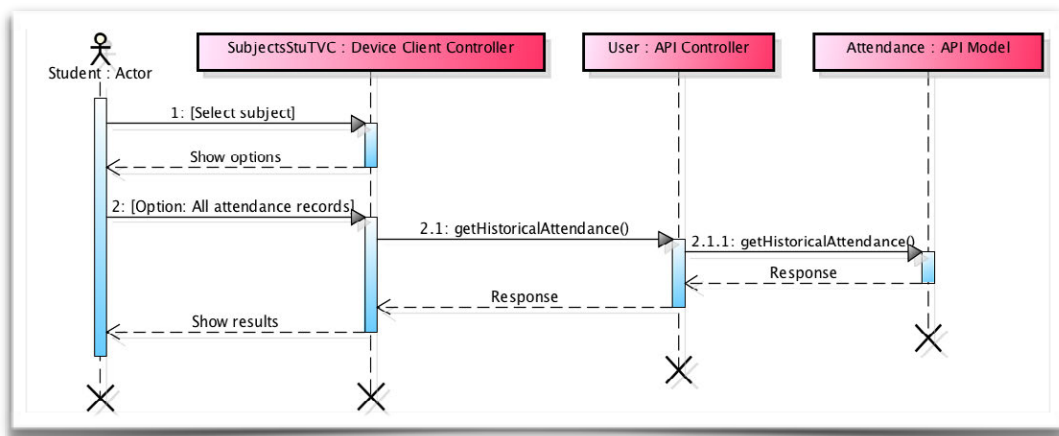 SubjectsStuTVC : Device Client Controller
User : API Controller
Attendance : API Model
Student : Actor
1: [Select subject]
Show options
2: [Option: All attendance records]
2.1: getHistoricalAttendance()
2.1.1: getHistoricalAttendance()
Response
Response
Show results